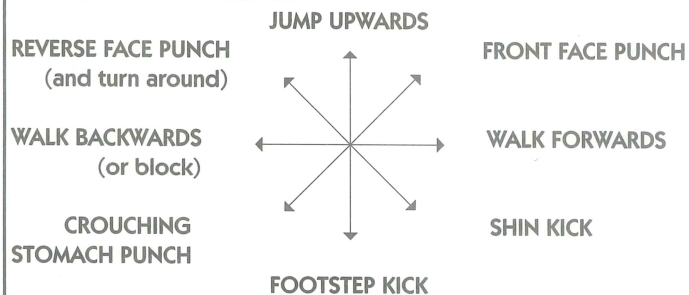 JUMP UPWARDS
REVERSE FACE PUNCH
(and turn around)
FRONT FACE PUNCH
WALK BACKWARDS
(or block)
WALK FORWARDS
CROUCHING
STOMACH PUNCH
SHIN KICK
FOOTSTEP KICK